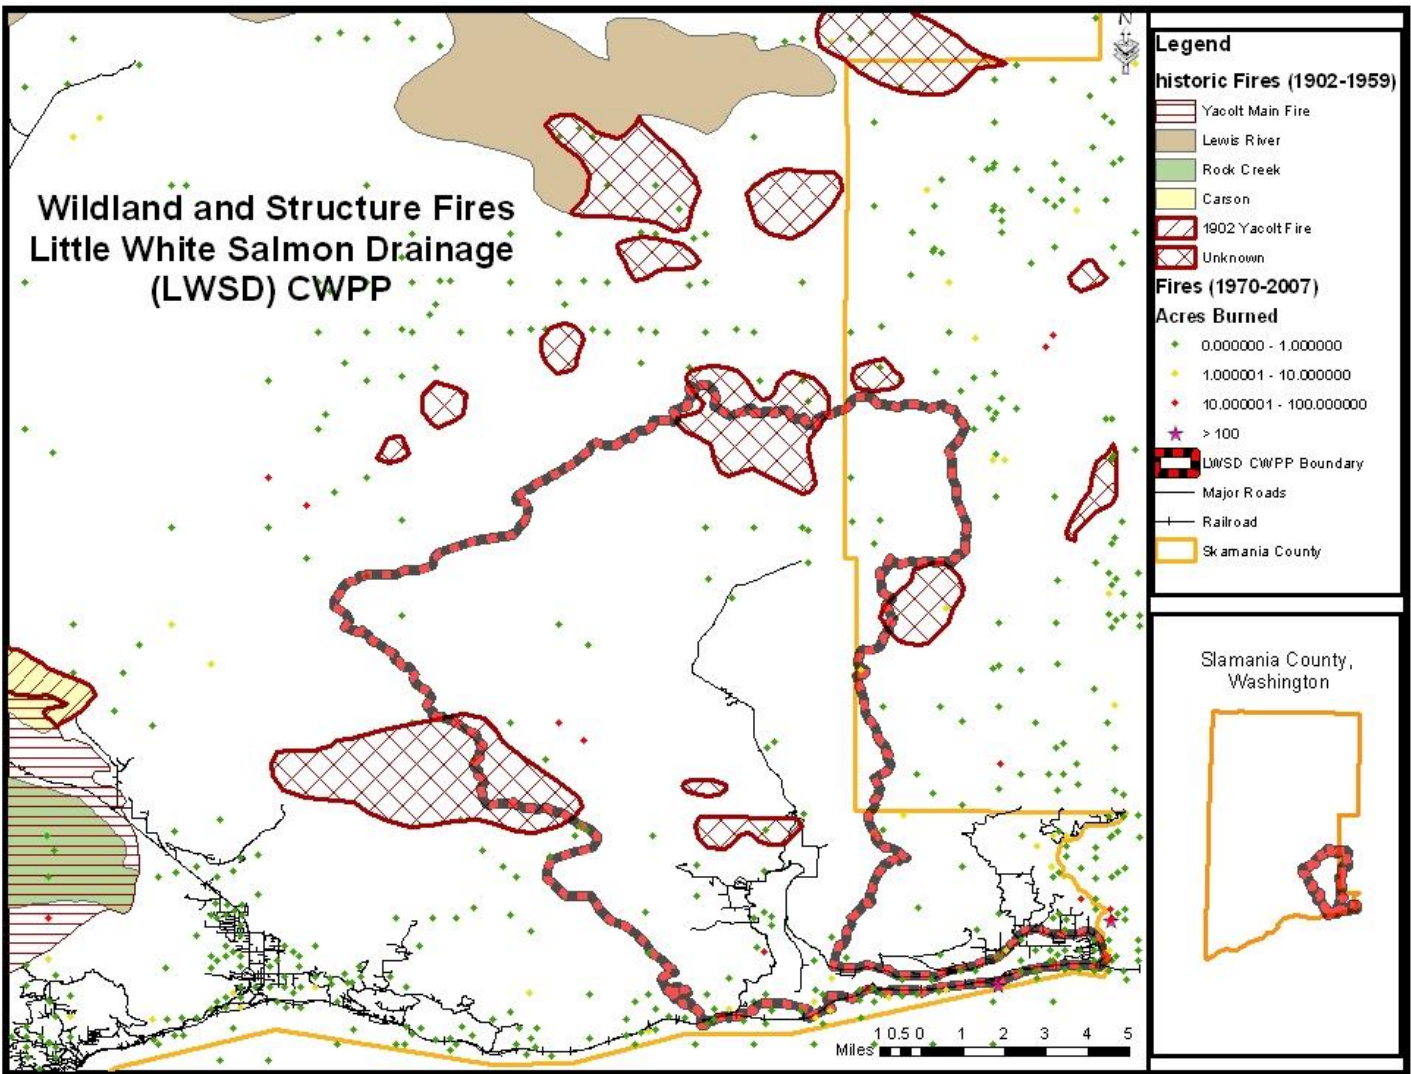 Wildland and Structure Fires
Little White Salmon Drainage
(LWSD) CWPP
N
Legend
historic Fires (1902-1959)
Yacolt Main Fire
Lewis River
Rock Creek
Carson
1902 Yacolt Fire
Unknown
Fires (1970-2007)
Acres Burned
0.000000 - 1.000000
1.000001 - 10.000000
10.000001 - 100.000000
> 100
LWSD CWPP Boundary
Major Roads
Railroad
Skamania County
Slamania County,
Washington
Miles 1 0.5 0 1 2 3 4 5